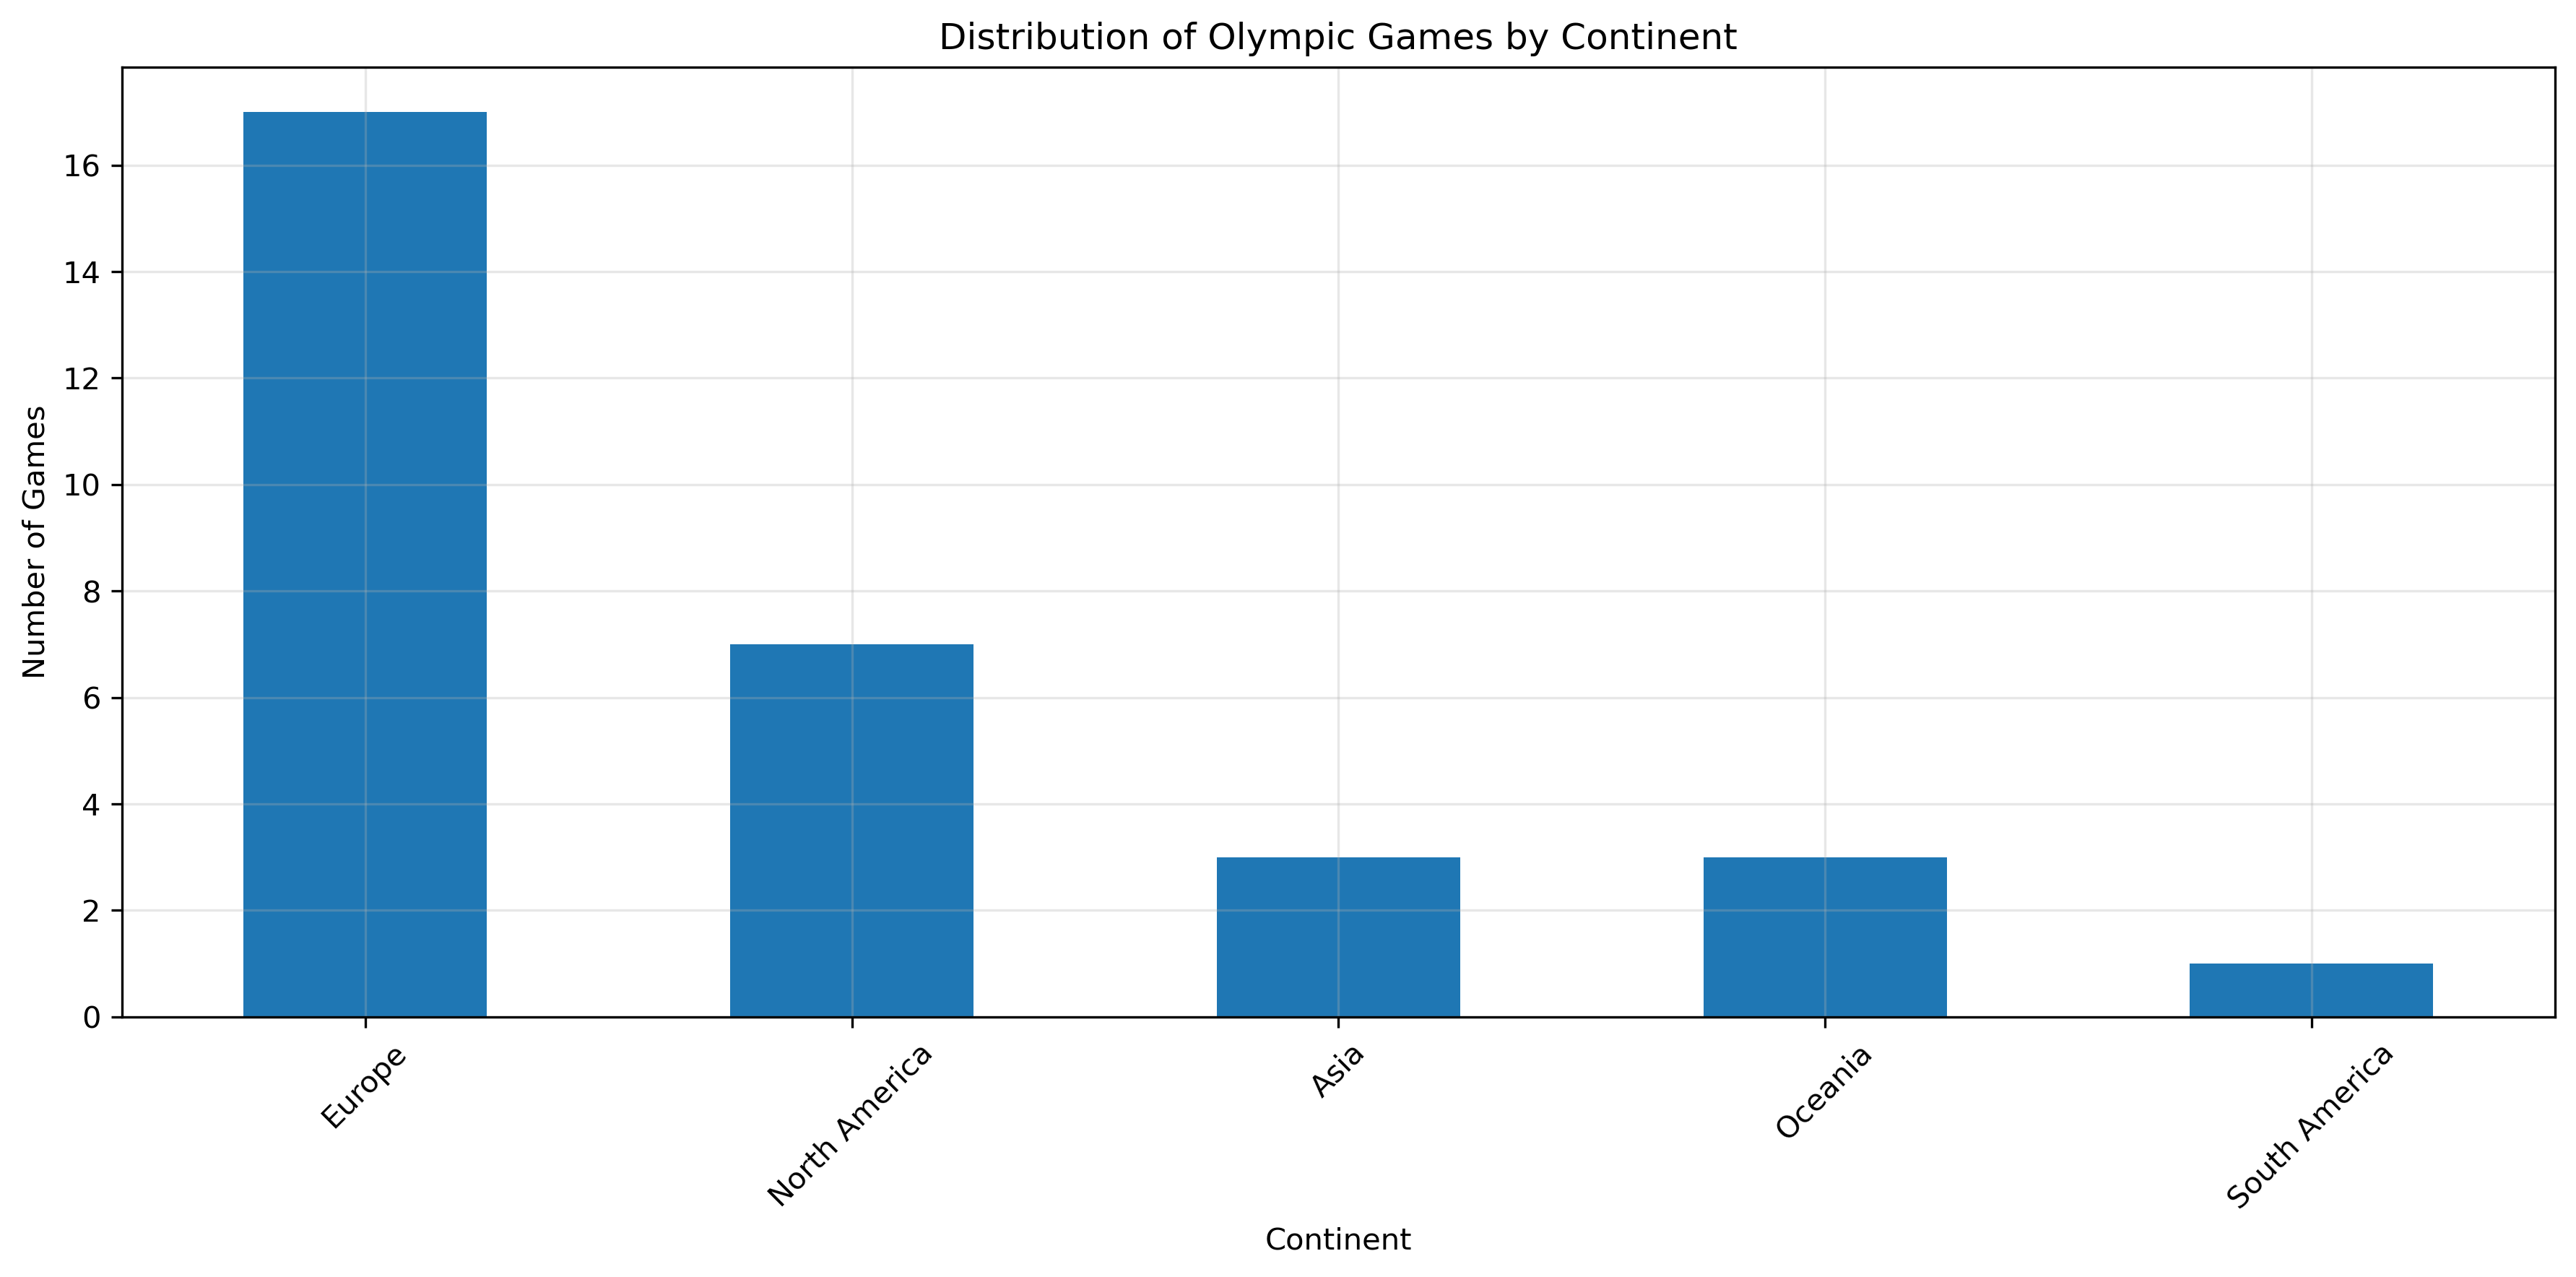 Distribution of Olympic Games by Continent
Number of Games
16
14
12
10
8
6
4
2
0
Europe
North America
Asia
Oceania
South America
Continent